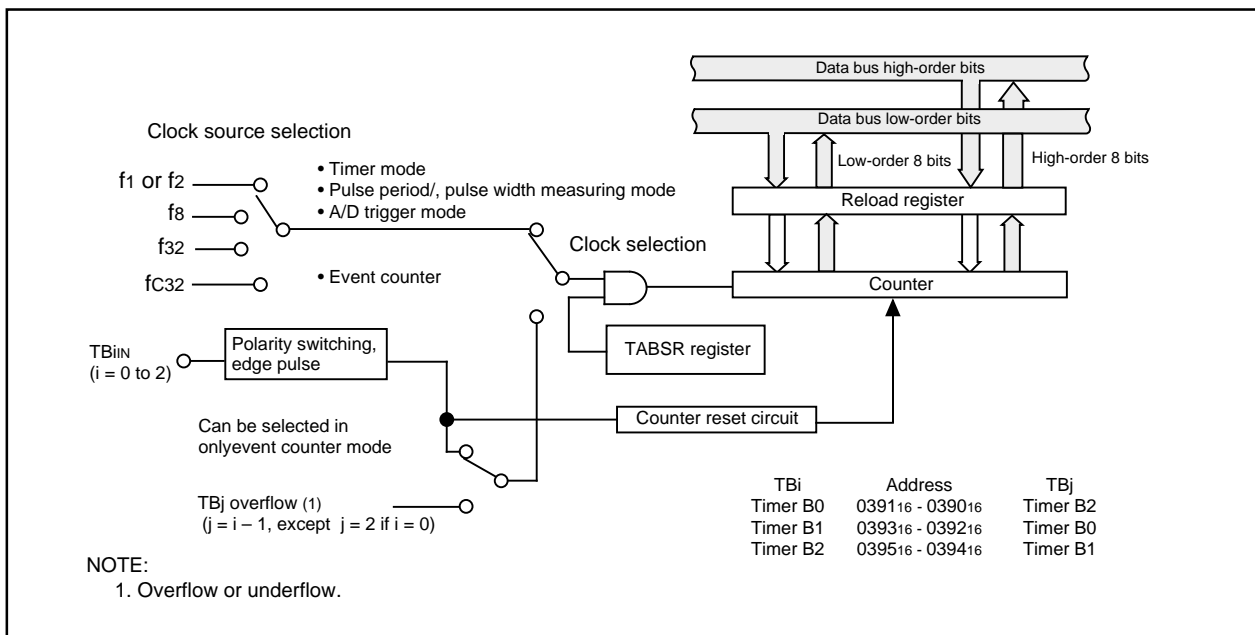 Data bus high-order bits
Data bus low-order bits
Clock source selection
• Timer mode
• Pulse period/, pulse width measuring mode
• A/D trigger mode
Low-order 8 bits
High-order 8 bits
f1 or f2
f8
f32
fC32
Reload register
Clock selection
• Event counter
Counter
TBiIN
(i = 0 to 2)
Polarity switching,
edge pulse
TABSR register
Can be selected in
onlyevent counter mode
Counter reset circuit
TBj overflow (1)
(j = i – 1, except j = 2 if i = 0)
TBi Address TBj
Timer B0 039116 - 039016 Timer B2
Timer B1 039316 - 039216 Timer B0
Timer B2 039516 - 039416 Timer B1
NOTE:
1. Overflow or underflow.